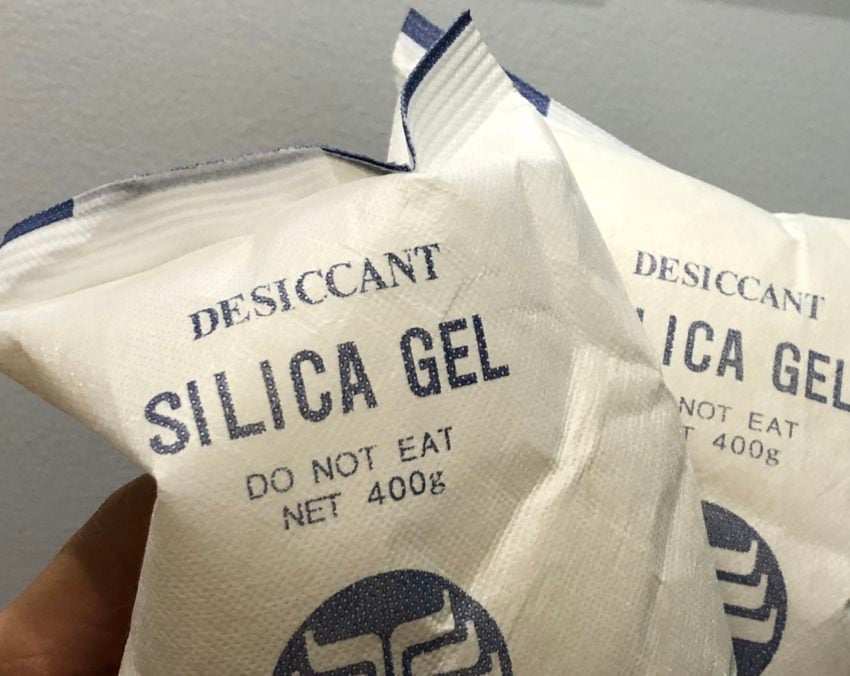 DESICCANT
SILICA GEL
DO NOT EAT
NET 400g
DESICCANT
ICA GEL
NOT EAT
T 400g